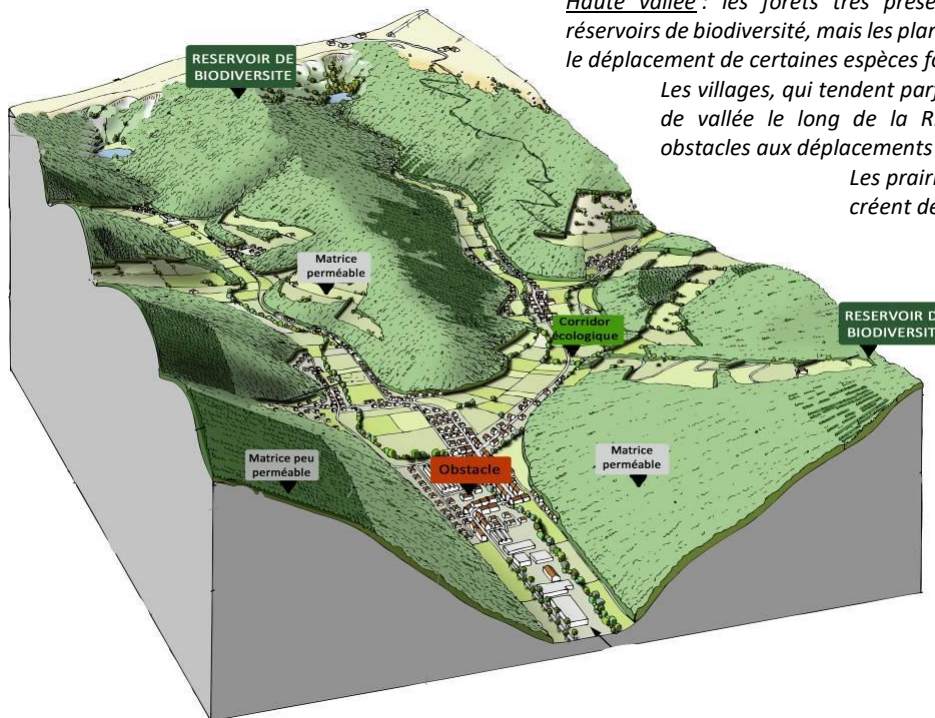 Haute vallée : les forêts très prése
réservoirs de biodiversité, mais les plan
le déplacement de certaines espèces fo
Les villages, qui tendent parf
de vallée le long de la R
obstacles aux déplacements
Les prairi
créent de
RESERVOIR DE
BIODIVERSITE
Matrice
perméable
Corridor
écologique
RESERVOIR D
BIODIVERSIT
Matrice peu
perméable
Obstacle
Matrice
perméable